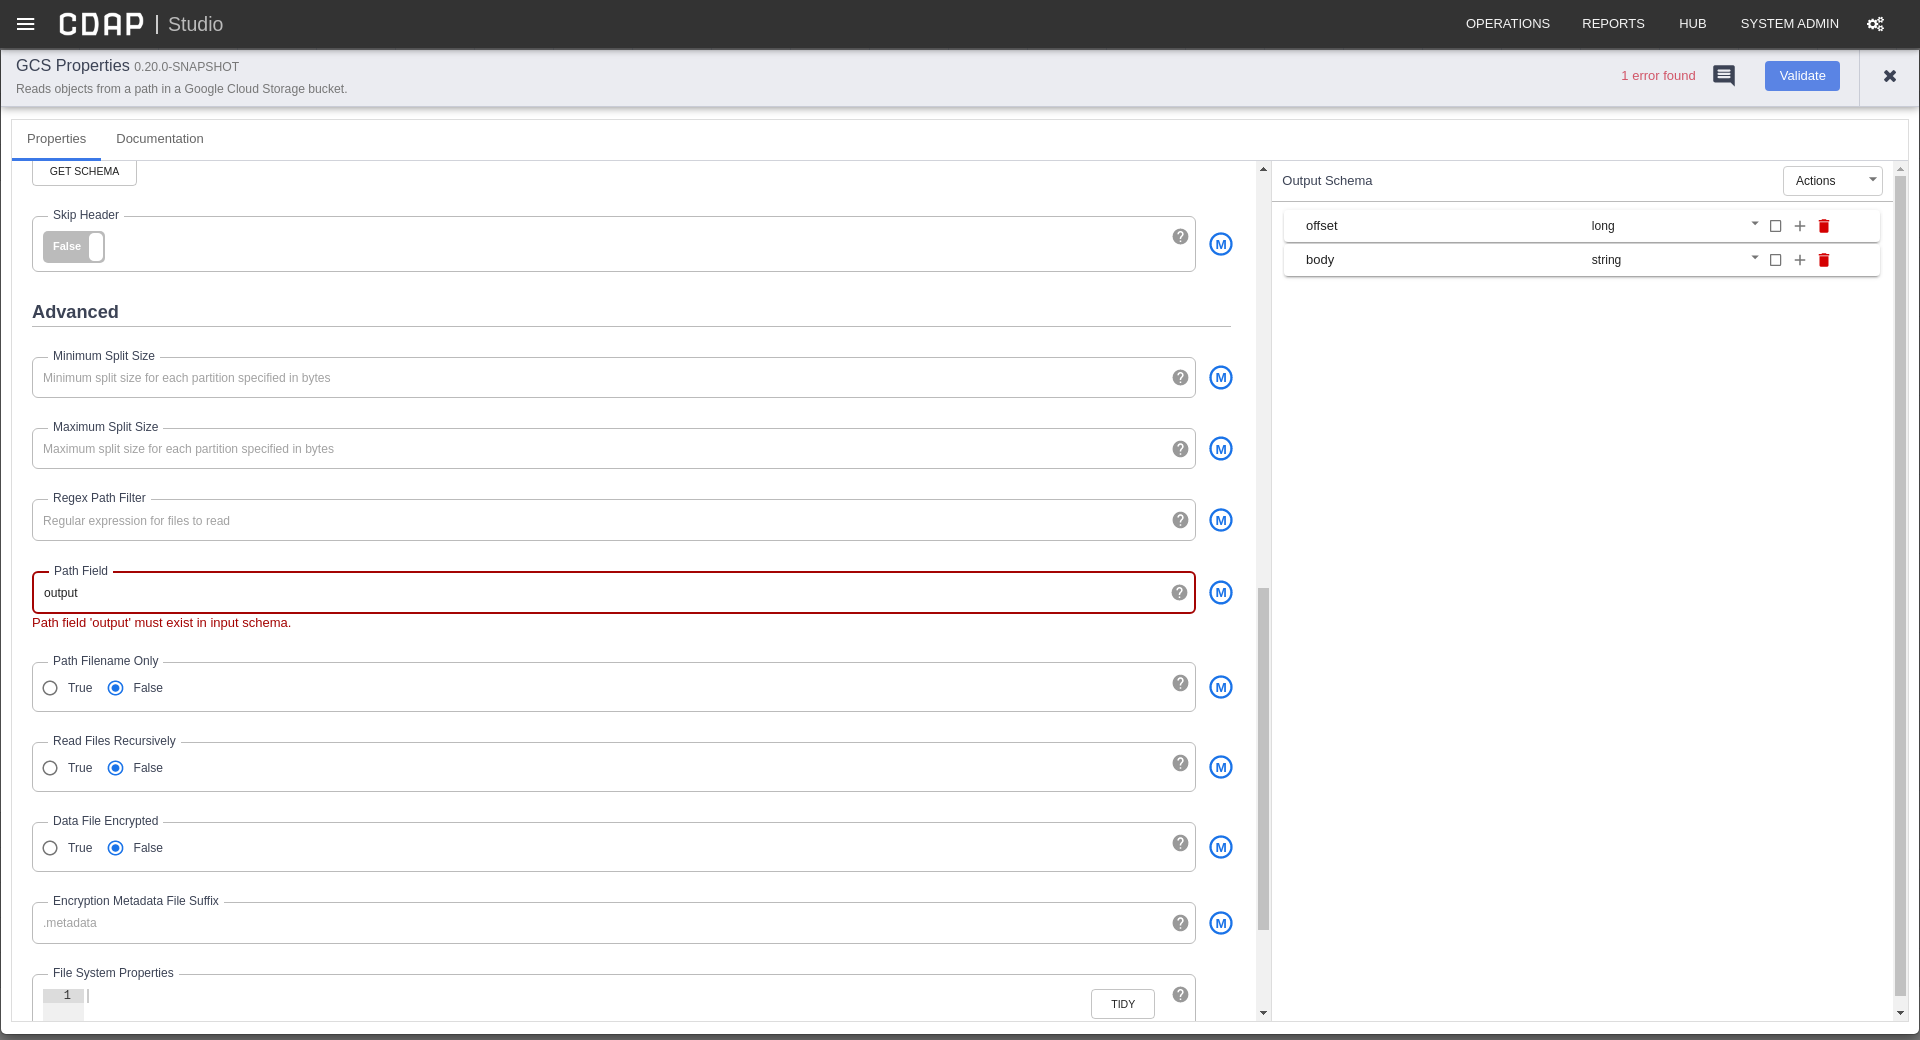 CDAP | Studio
OPERATIONS REPORTS HUB SYSTEM ADMIN
GCS Properties 0.20.0-SNAPSHOT
Reads objects from a path in a Google Cloud Storage bucket.
1 error found
Validate
Properties Documentation
GET SCHEMA
Skip Header
False
M
Advanced
Minimum Split Size
Minimum split size for each partition specified in bytes
M
Maximum Split Size
Maximum split size for each partition specified in bytes
M
Regex Path Filter
Regular expression for files to read
M
Path Field
output
M
Path field 'output' must exist in input schema.
Path Filename Only
True False
M
Read Files Recursively
True False
M
Data File Encrypted
True False
M
Encryption Metadata File Suffix
.metadata
M
File System Properties
1
TIDY
Output Schema
Actions
offset long
body string